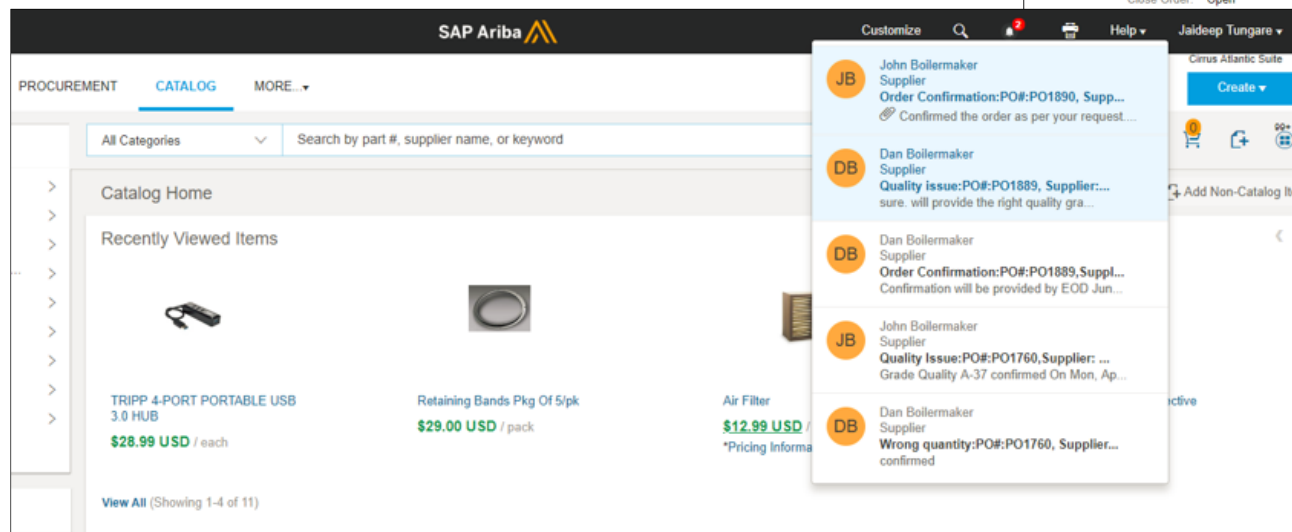 Close Order: Open
SAP Ariba
Customize
2
Help
Jaideep Tungare
Cirrus Atlantic Suite
PROCUREMENT
CATALOG
MORE...
Create
All Categories
Search by part #, supplier name, or keyword
0
99+
Catalog Home
Add Non-Catalog It
Recently Viewed Items
...
TRIPP 4-PORT PORTABLE USB
3.0 HUB
$28.99 USD / each
Retaining Bands Pkg Of 5/pk
$29.00 USD / pack
Air Filter
$12.99 USD /
*Pricing Informa
ective
View All (Showing 1-4 of 11)
JB
John Boilermaker
Supplier
Order Confirmation:PO#:PO1890, Supp...
Confirmed the order as per your request....
DB
Dan Boilermaker
Supplier
Quality issue:PO#:PO1889, Supplier:...
sure. will provide the right quality gra...
DB
Dan Boilermaker
Supplier
Order Confirmation:PO#:PO1889,Suppl...
Confirmation will be provided by EOD Jun...
JB
John Boilermaker
Supplier
Quality Issue:PO#:PO1760,Supplier: ...
Grade Quality A-37 confirmed On Mon, Ap...
DB
Dan Boilermaker
Supplier
Wrong quantity:PO#:PO1760, Supplier...
confirmed